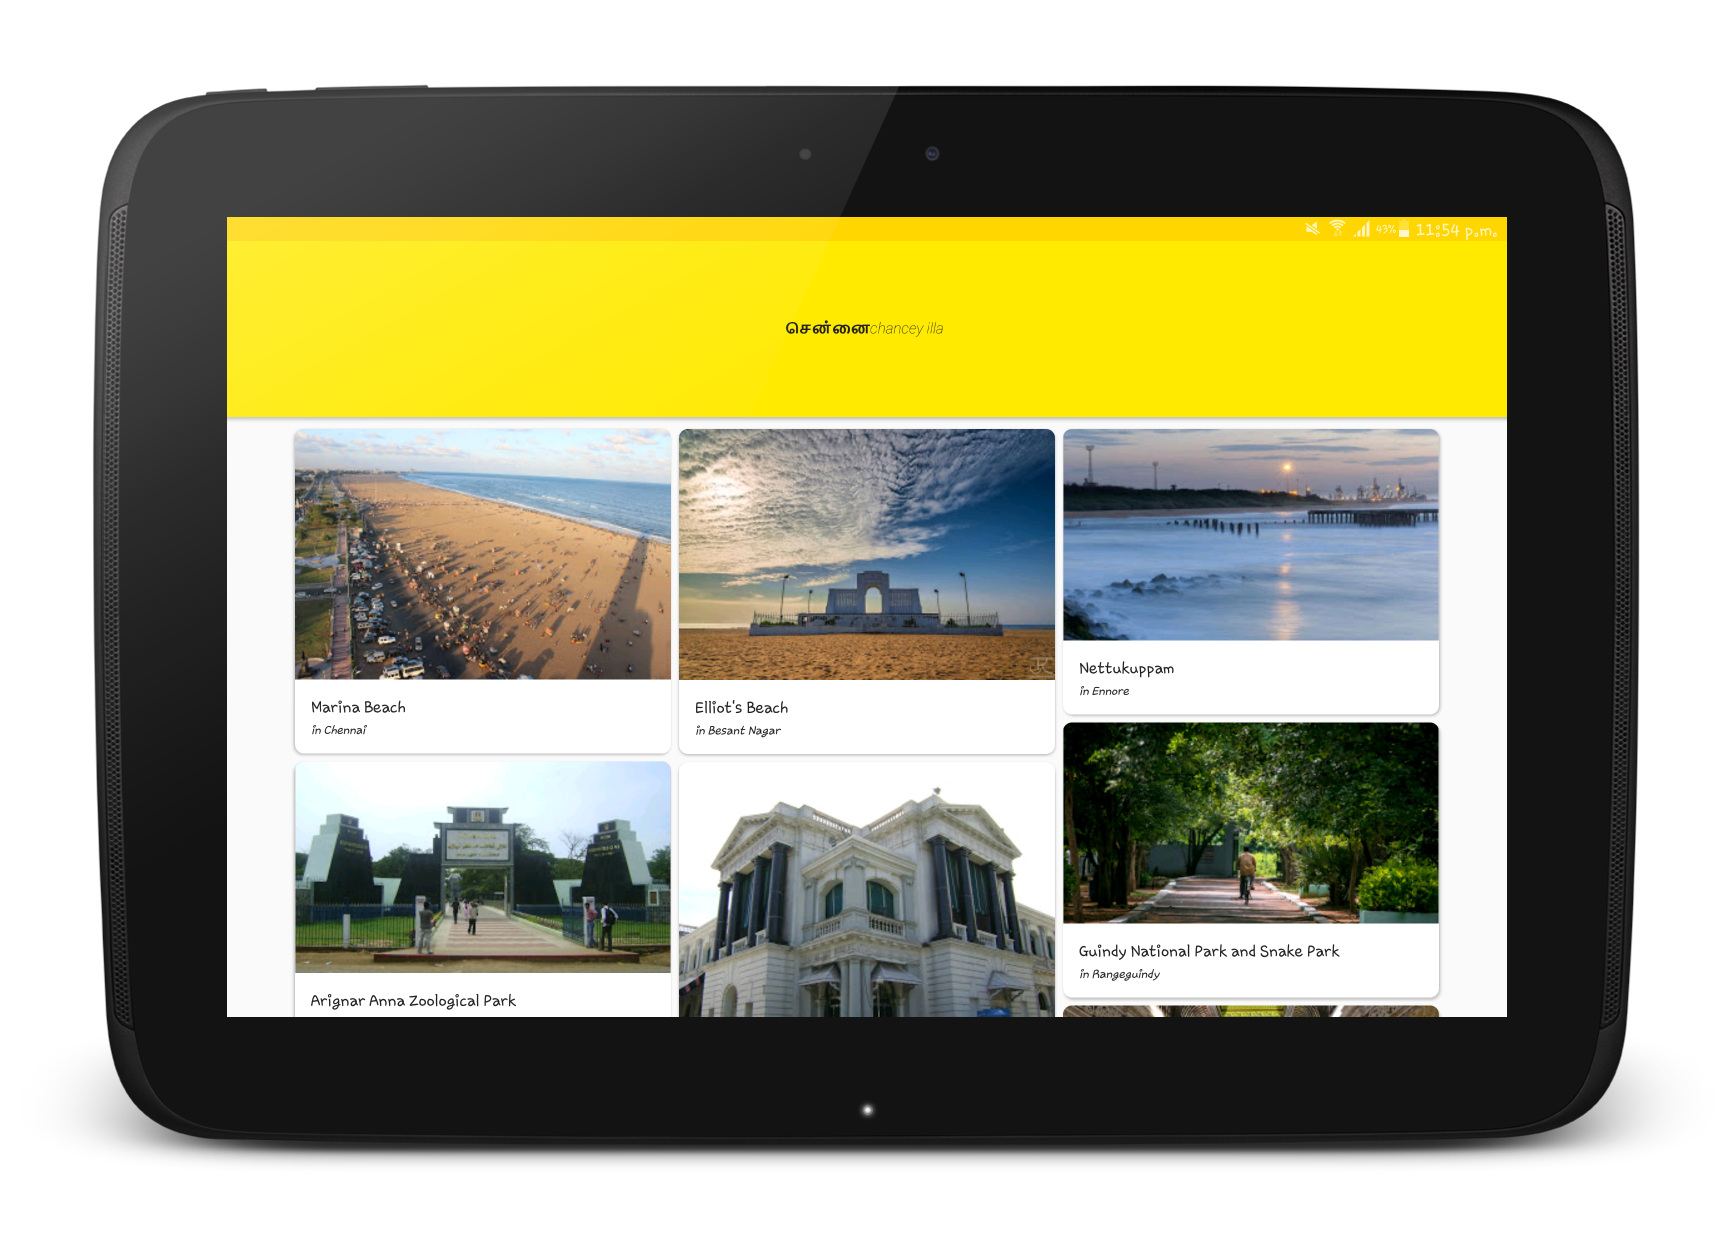 43% 11:54 p.m.
சென்னைchancey illa
Marina Beach
in Chennai
Elliot's Beach
in Besant Nagar
Nettukuppam
in Ennore
Guindy National Park and Snake Park
in Rangeguindy
Arignar Anna Zoological Park